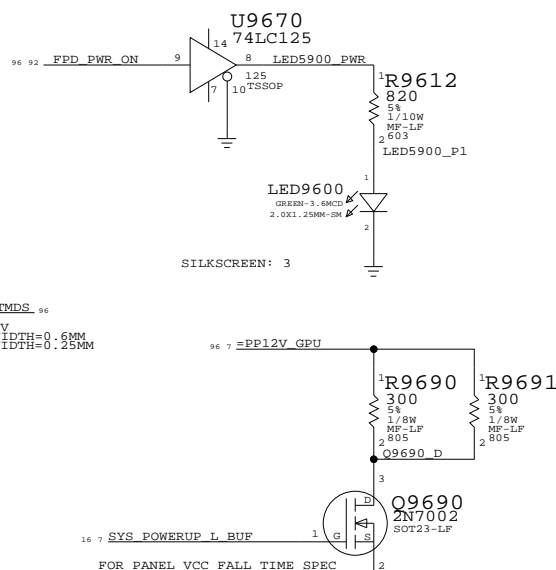 U9670
74LC125
14
96 92 FPD_PWR_ON 9 8 LED5900_PWR
125
7 10 TSSOP
1 R9612
820
5%
1/10W
MF-LF
2 603
LED5900_P1
1
LED9600
GREEN-3.6MCD
2.0X1.25MM-SM
2
SILKSCREEN: 3
TMDS 96
V
IDTH=0.6MM
IDTH=0.25MM
96 7 =PP12V_GPU
1 R9690 1 R9691
300 300
5% 5%
1/8W 1/8W
MF-LF MF-LF
2 805 2 805
Q9690_D
3
D Q9690
2N7002
SOT23-LF
16 7 SYS_POWERUP_L_BUF 1 G S
FOR PANEL VCC FALL TIME SPEC 2